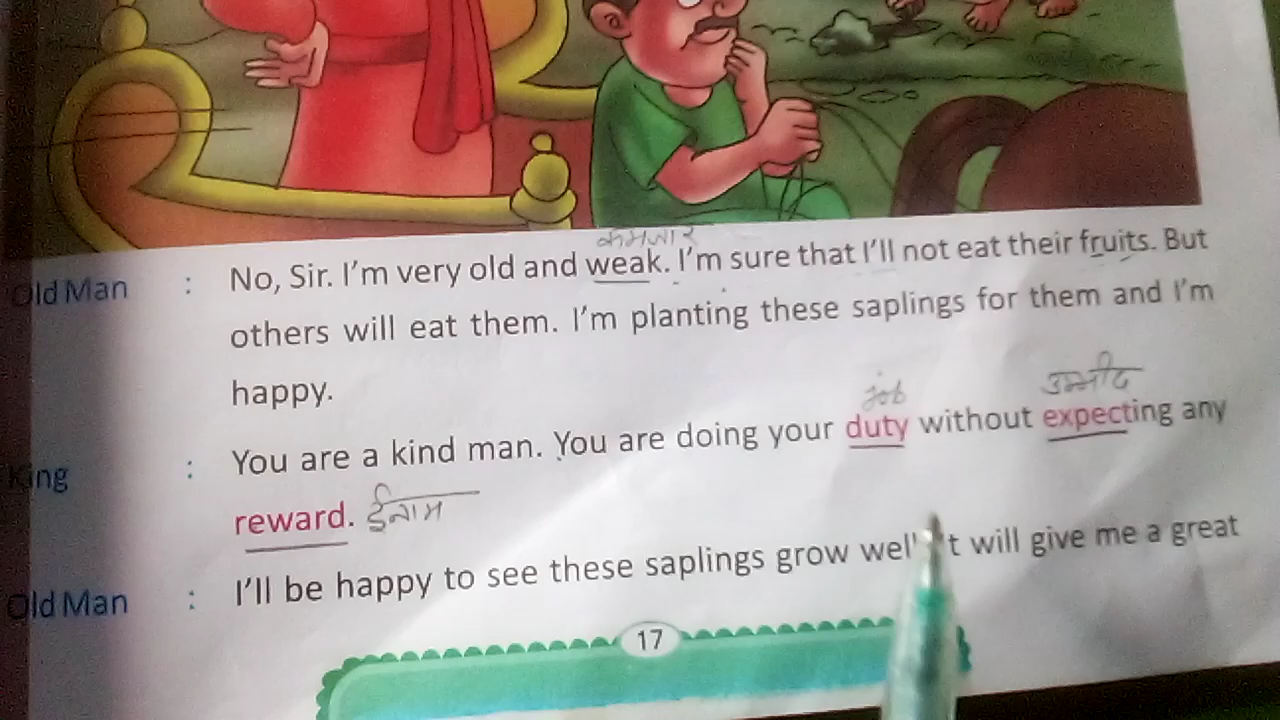 कमजोर
Old Man : No, Sir. I'm very old and weak. I'm sure that I'll not eat their fruits. But
others will eat them. I'm planting these saplings for them and I'm
happy.
job उम्मीद
King : You are a kind man. You are doing your duty without expecting any
reward. ईनाम
Old Man : I'll be happy to see these saplings grow well t will give me a great
17